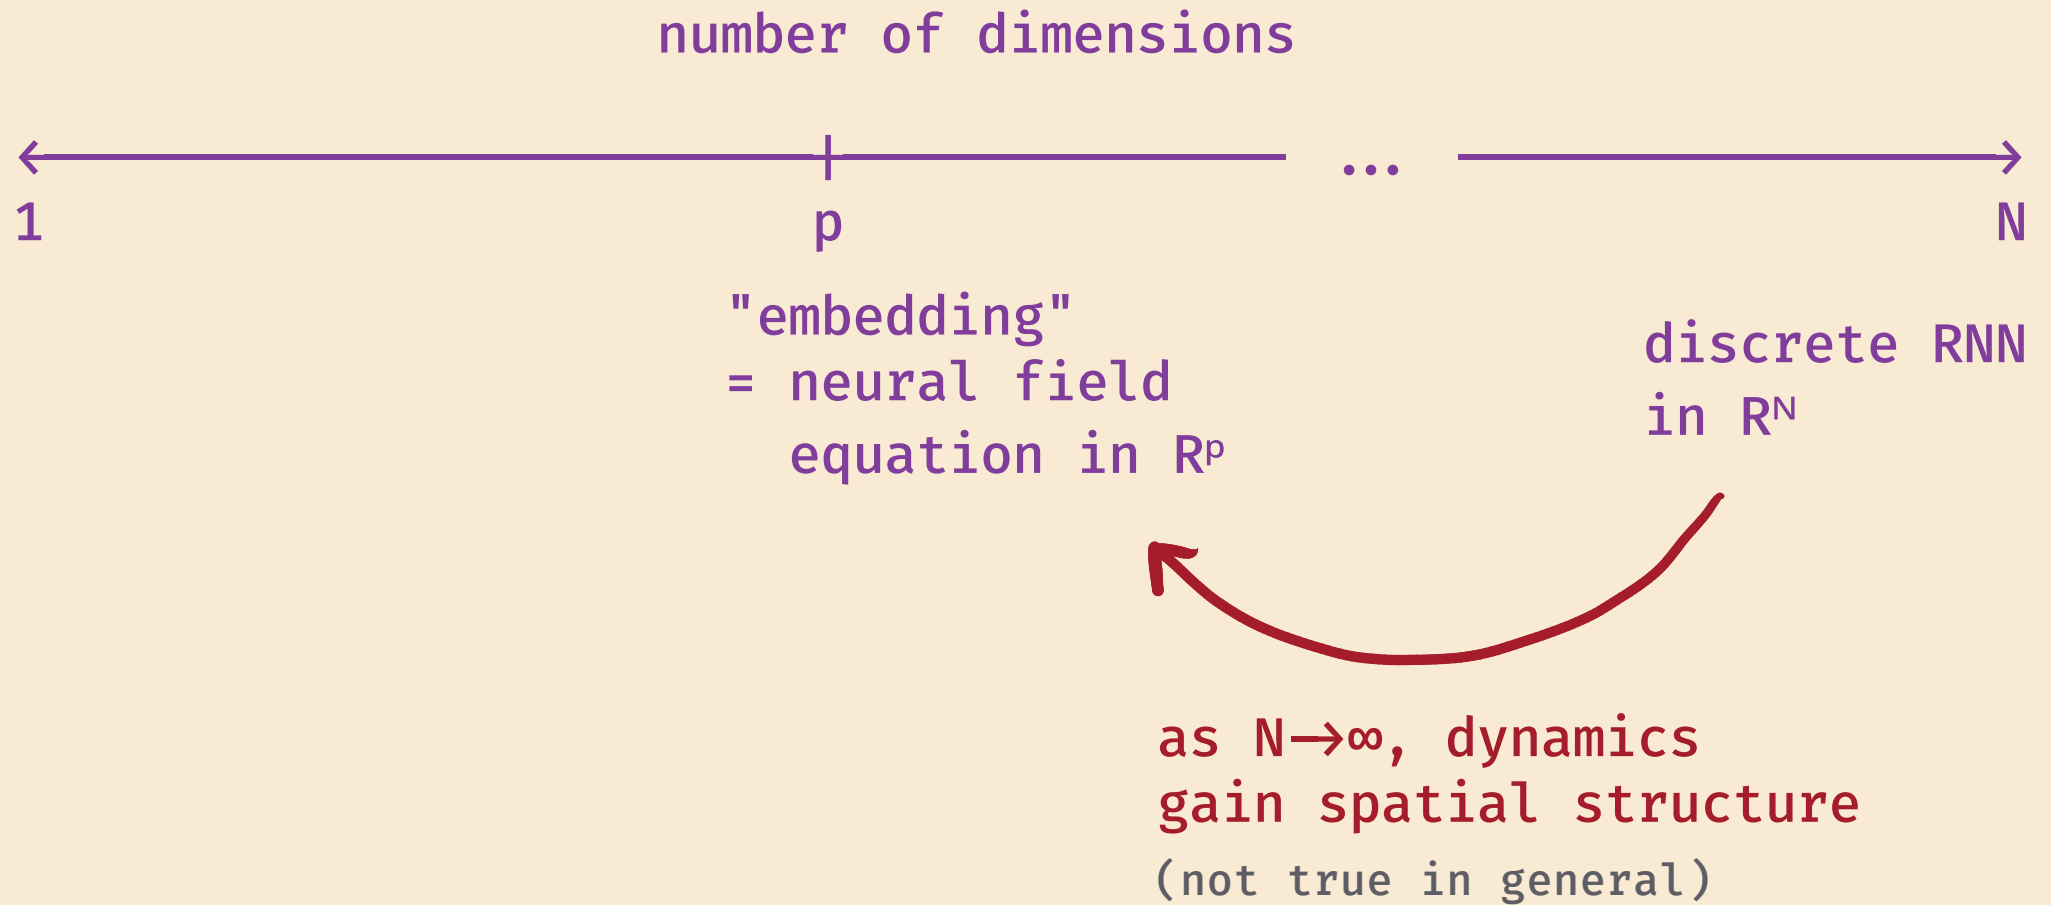 number of dimensions
...
1 p N
"embedding"
= neural field
equation in Rᵖ
discrete RNN
in Rᴺ
as N→∞, dynamics
gain spatial structure
(not true in general)